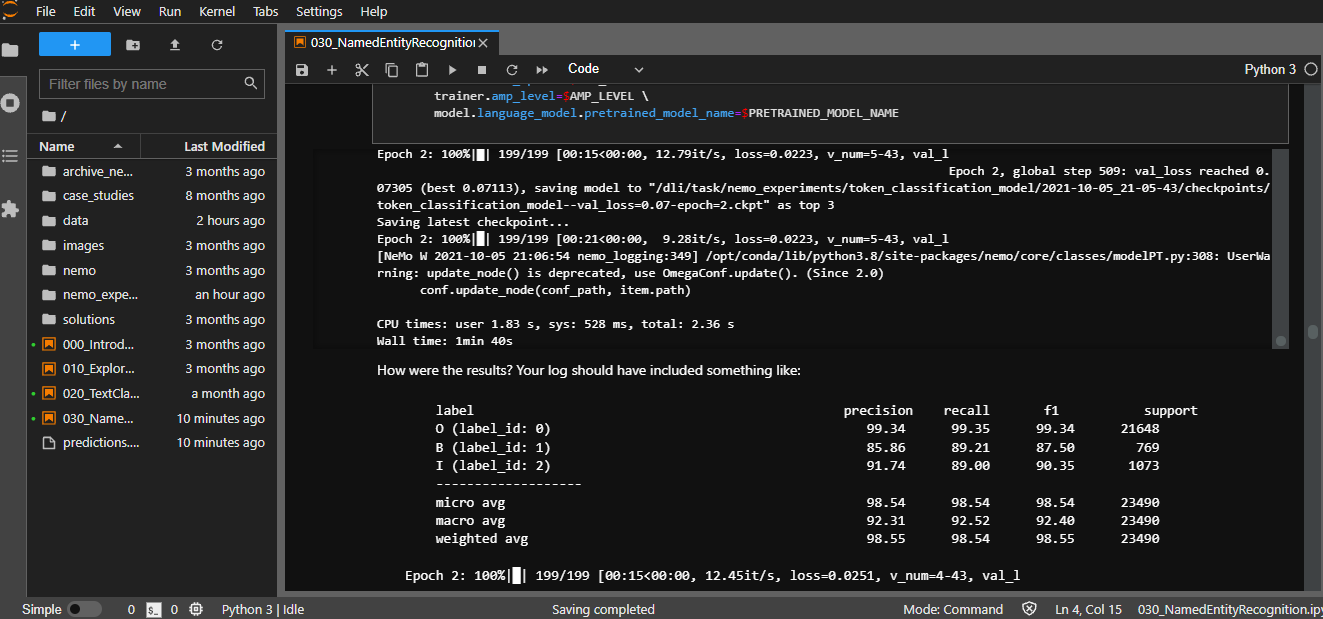 File Edit View Run Kernel Tabs Settings Help
030_NamedEntityRecognition
Code
Python 3
Filter files by name
/
Name Last Modified
archive_ne... 3 months ago
case_studies 8 months ago
data 2 hours ago
images 3 months ago
nemo 3 months ago
nemo_expe... an hour ago
solutions 3 months ago
000_Introd... 3 months ago
010_Explor... 3 months ago
020_TextCla... a month ago
030_Name... 10 minutes ago
predictions.... 10 minutes ago
trainer.amp_level=$AMP_LEVEL \
model.language_model.pretrained_model_name=$PRETRAINED_MODEL_NAME
Epoch 2: 100%|█| 199/199 [00:15<00:00, 12.79it/s, loss=0.0223, v_num=5-43, val_l
Epoch 2, global step 509: val_loss reached 0.
07305 (best 0.07113), saving model to "/dli/task/nemo_experiments/token_classification_model/2021-10-05_21-05-43/checkpoints/
token_classification_model--val_loss=0.07-epoch=2.ckpt" as top 3
Saving latest checkpoint...
Epoch 2: 100%|█| 199/199 [00:21<00:00, 9.28it/s, loss=0.0223, v_num=5-43, val_l
[NeMo W 2021-10-05 21:06:54 nemo_logging:349] /opt/conda/lib/python3.8/site-packages/nemo/core/classes/modelPT.py:308: UserWa
rning: update_node() is deprecated, use OmegaConf.update(). (Since 2.0)
conf.update_node(conf_path, item.path)
CPU times: user 1.83 s, sys: 528 ms, total: 2.36 s
Wall time: 1min 40s
How were the results? Your log should have included something like:
label precision recall f1 support
O (label_id: 0) 99.34 99.35 99.34 21648
B (label_id: 1) 85.86 89.21 87.50 769
I (label_id: 2) 91.74 89.00 90.35 1073
-------------------
micro avg 98.54 98.54 98.54 23490
macro avg 92.31 92.52 92.40 23490
weighted avg 98.55 98.54 98.55 23490
Epoch 2: 100%|█| 199/199 [00:15<00:00, 12.45it/s, loss=0.0251, v_num=4-43, val_l
Simple 0 $_ 0 Python 3 | Idle Saving completed Mode: Command Ln 4, Col 15 030_NamedEntityRecognition.ipy